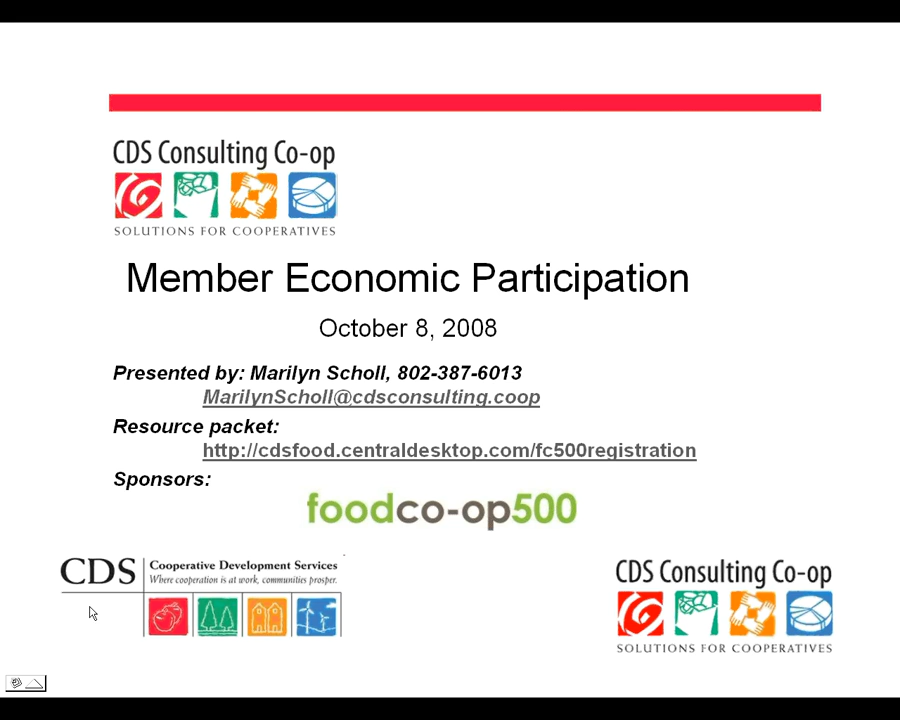 CDS Consulting Co-op
SOLUTIONS FOR COOPERATIVES
Member Economic Participation
October 8, 2008
Presented by: Marilyn Scholl, 802-387-6013
MarilynScholl@cdsconsulting.coop
Resource packet:
http://cdsfood.centraldesktop.com/fc500registration
Sponsors:
foodco-op500
CDS
Cooperative Development Services
Where cooperation is at work, communities prosper.
CDS Consulting Co-op
SOLUTIONS FOR COOPERATIVES